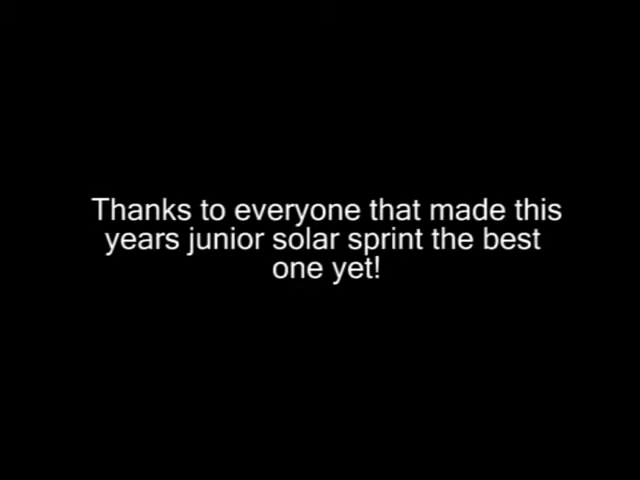 Thanks to everyone that made this
years junior solar sprint the best
one yet!